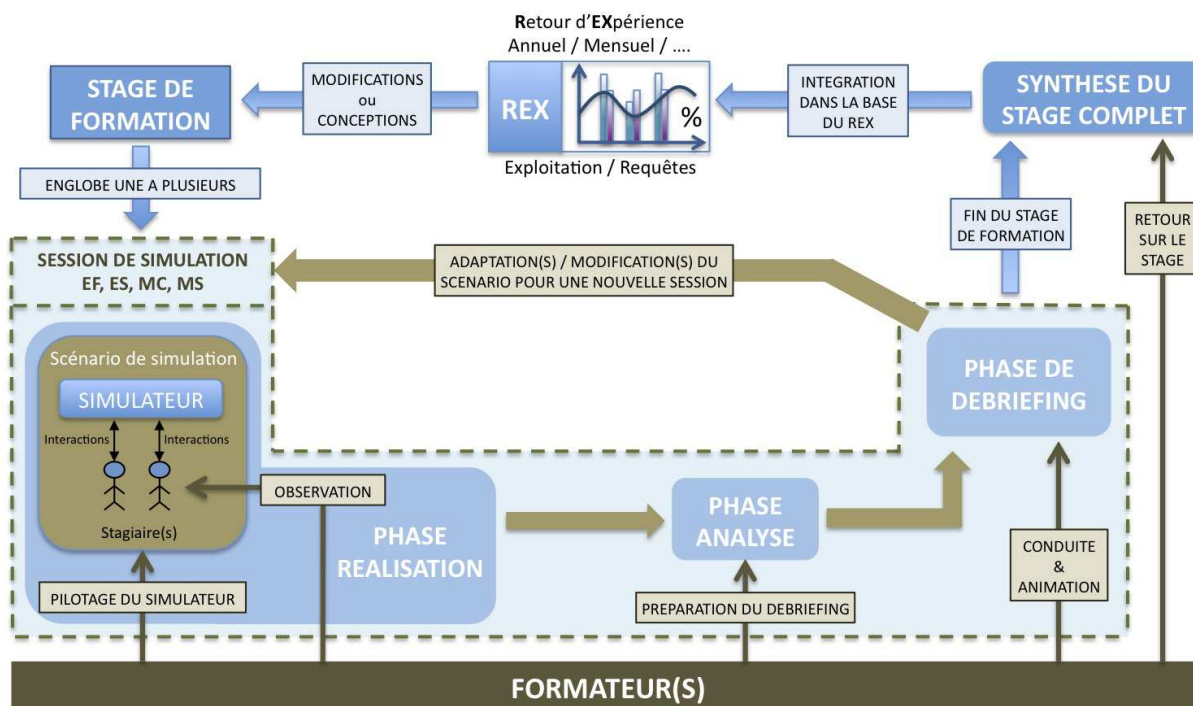 Retour d'EXpérience
Annuel / Mensuel / ....
STAGE DE
FORMATION
MODIFICATIONS
ou
CONCEPTIONS
REX
%
Exploitation / Requêtes
INTEGRATION
DANS LA BASE
DU REX
SYNTHESE DU
STAGE COMPLET
ENGLOBE UNE A PLUSIEURS
FIN DU STAGE
DE FORMATION
RETOUR
SUR LE
STAGE
SESSION DE SIMULATION
EF, ES, MC, MS
ADAPTATION(S) / MODIFICATION(S) DU
SCENARIO POUR UNE NOUVELLE SESSION
Scénario de simulation
SIMULATEUR
Interactions
Interactions
Stagiaire(s)
OBSERVATION
PHASE
REALISATION
PHASE
ANALYSE
PHASE DE
DEBRIEFING
PILOTAGE DU SIMULATEUR
PREPARATION DU DEBRIEFING
CONDUITE
&
ANIMATION
FORMATEUR(S)